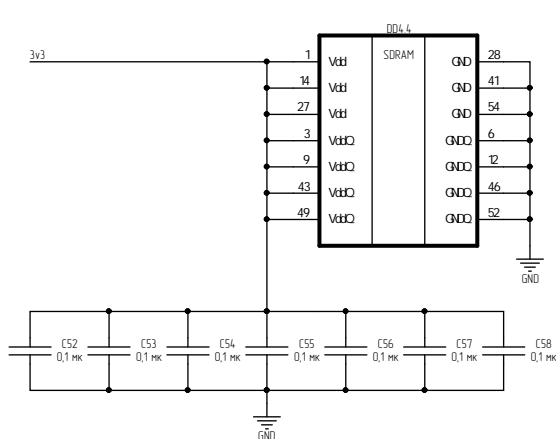 DD4.4
3v3
1 Vdd SDRAM GND 28
14 Vdd GND 41
27 Vdd GND 54
3 VddQ GNDQ 6
9 VddQ GNDQ 12
43 VddQ GNDQ 46
49 VddQ GNDQ 52
GND
C52 C53 C54 C55 C56 C57 C58
0,1 мк 0,1 мк 0,1 мк 0,1 мк 0,1 мк 0,1 мк 0,1 мк
GND